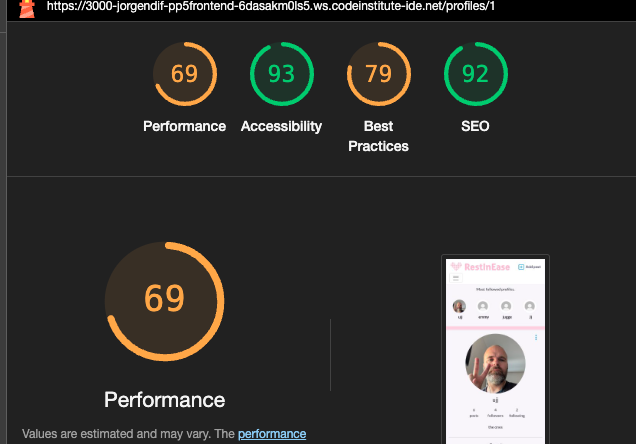 https://3000-jorgendif-pp5frontend-6dasakm0ls5.ws.codeinstitute-ide.net/profiles/1
69 93 79 92
Performance Accessibility Best Practices SEO
69
Performance
Values are estimated and may vary. The performance
RestInEase
Most followed profiles